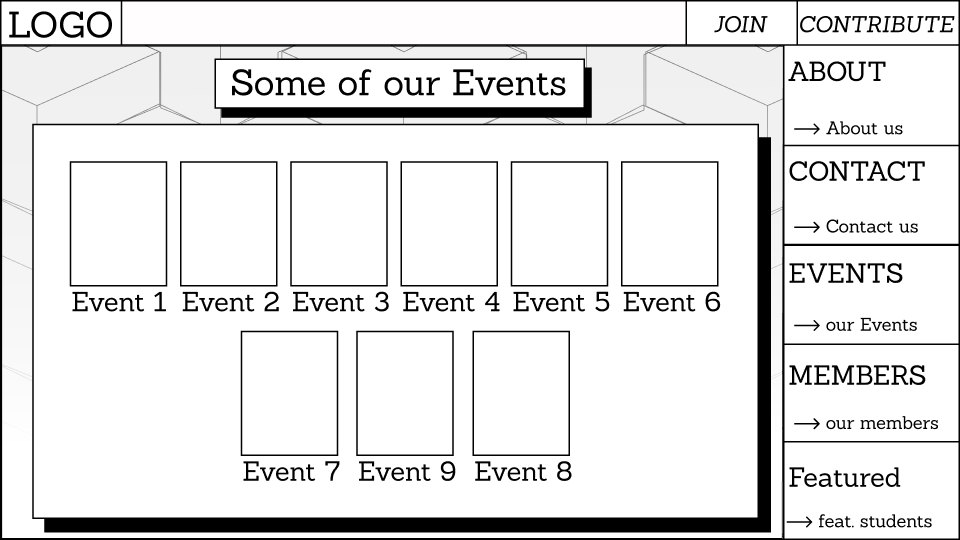 LOGO
JOIN
CONTRIBUTE
Some of our Events
Event 1
Event 2
Event 3
Event 4
Event 5
Event 6
Event 7
Event 9
Event 8
ABOUT
About us
CONTACT
Contact us
EVENTS
our Events
MEMBERS
our members
Featured
feat. students